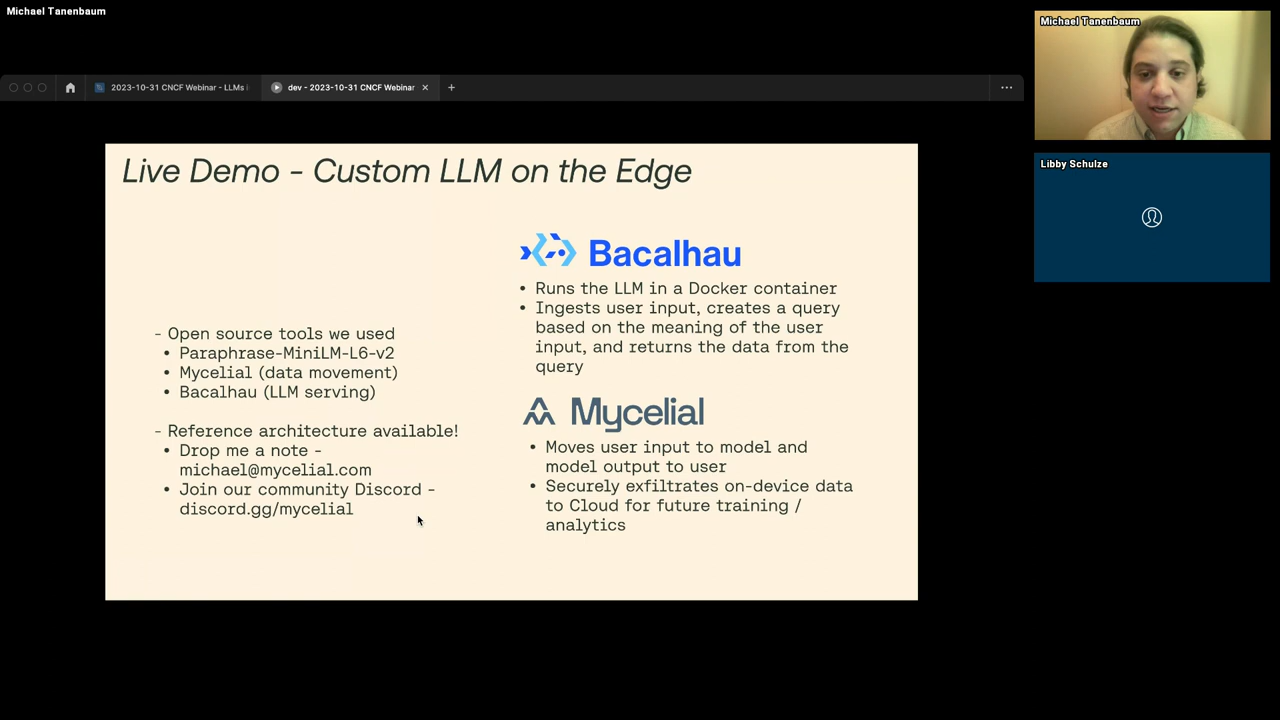 Michael Tanenbaum
2023-10-31 CNCF Webinar - LLMs i
dev - 2023-10-31 CNCF Webinar
Live Demo - Custom LLM on the Edge
- Open source tools we used
• Paraphrase-MiniLM-L6-v2
• Mycelial (data movement)
• Bacalhau (LLM serving)
- Reference architecture available!
• Drop me a note -
michael@mycelial.com
• Join our community Discord -
discord.gg/mycelial
Bacalhau
• Runs the LLM in a Docker container
• Ingests user input, creates a query
based on the meaning of the user
input, and returns the data from the
query
Mycelial
• Moves user input to model and
model output to user
• Securely exfiltrates on-device data
to Cloud for future training /
analytics
Michael Tanenbaum
Libby Schulze